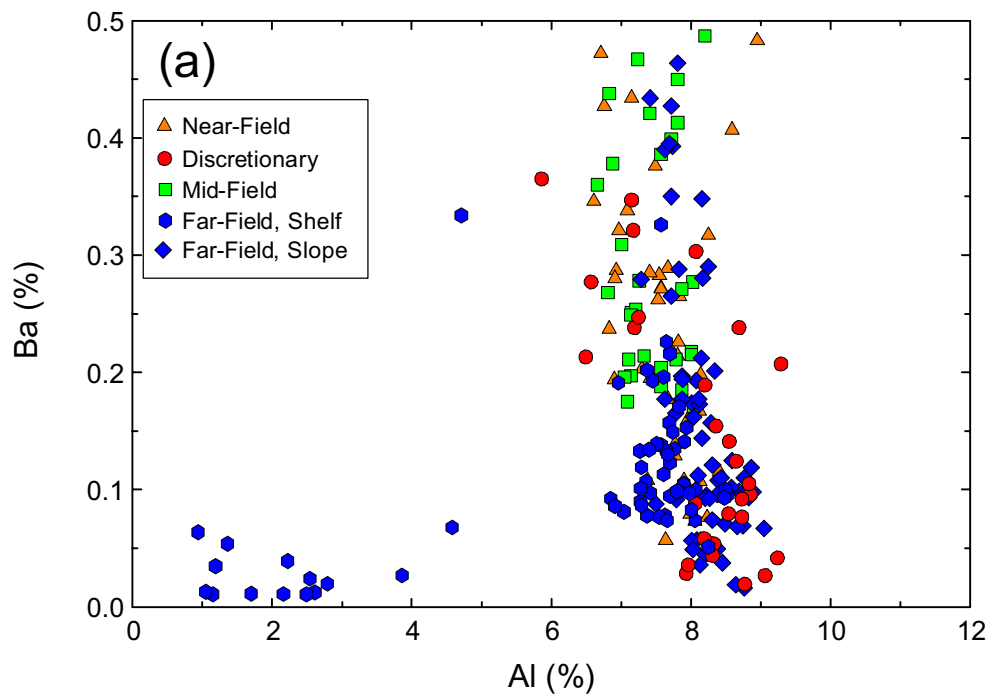 0.5
(a)
Near-Field
Discretionary
Mid-Field
Far-Field, Shelf
Far-Field, Slope
0.4
0.3
0.2
0.1
0.0
Ba (%)
0 2 4 6 8 10 12
Al (%)